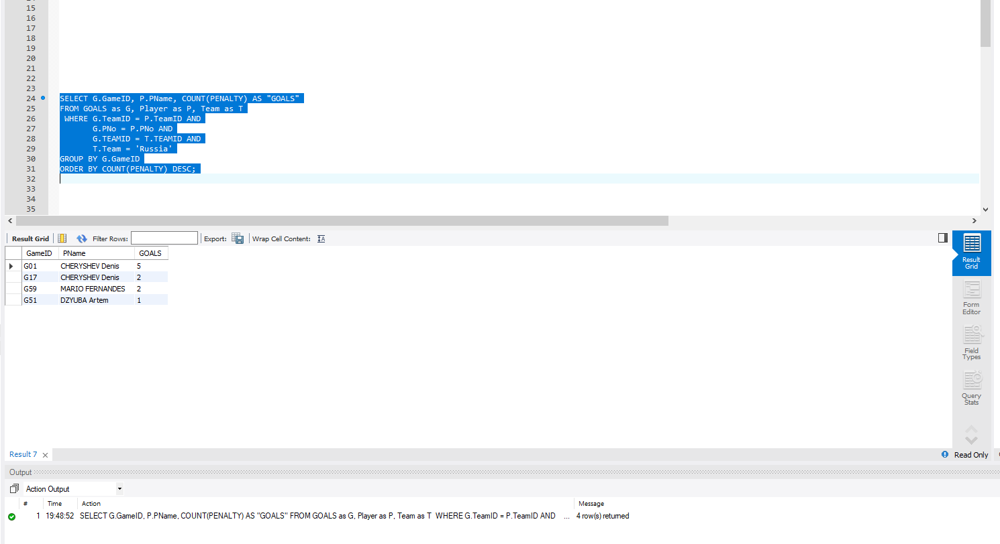 15
16
17
18
19
20
21
22
23
24 SELECT G.GameID, P.PName, COUNT(PENALTY) AS "GOALS"
25 FROM GOALS as G, Player as P, Team as T
26 WHERE G.TeamID = P.TeamID AND
27 G.PNo = P.PNo AND
28 G.TEAMID = T.TEAMID AND
29 T.Team = 'Russia'
30 GROUP BY G.GameID
31 ORDER BY COUNT(PENALTY) DESC;
32
33
34
35
Result Grid Filter Rows: Export: Wrap Cell Content:
GameID PName GOALS
G01 CHERYSHEV Denis 5
G17 CHERYSHEV Denis 2
G59 MARIO FERNANDES 2
G51 DZYUBA Artem 1
Result
Grid
Form
Editor
Field
Types
Query
Stats
Result 7 Read Only
Output
Action Output
# Time Action Message
1 19:48:52 SELECT G.GameID, P.PName, COUNT(PENALTY) AS "GOALS" FROM GOALS as G, Player as P, Team as T WHERE G.TeamID = P.TeamID AND ... 4 row(s) returned